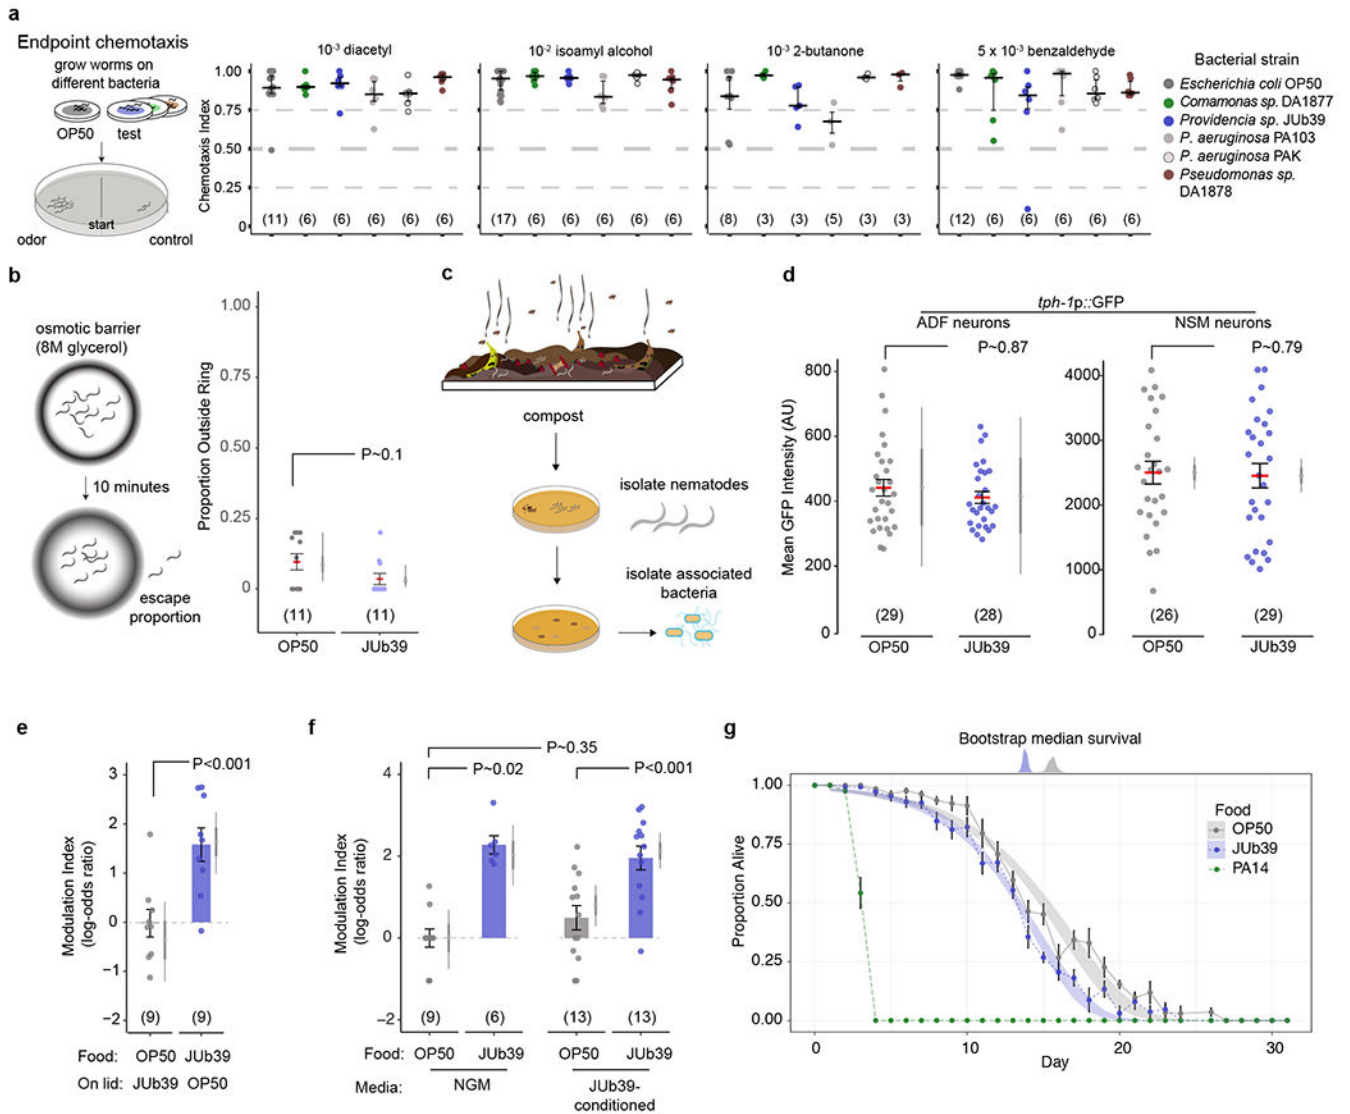 a
Endpoint chemotaxis
grow worms on
different bacteria
OP50
test
start
odor
control
Chemotaxis Index
1.00
0.75
0.50
0.25
0
10-3 diacetyl
(11) (6) (6) (6) (6) (6)
10-2 isoamyl alcohol
(17) (6) (6) (6) (6) (6)
10-3 2-butanone
(8) (3) (3) (5) (3) (3)
5 x 10-3 benzaldehyde
(12) (6) (6) (6) (6) (6)
Bacterial strain
Escherichia coli OP50
Comamonas sp. DA1877
Providencia sp. JUb39
P. aeruginosa PA103
P. aeruginosa PAK
Pseudomonas sp.
DA1878
b
osmotic barrier
(8M glycerol)
10 minutes
escape
proportion
Proportion Outside Ring
1.00
0.75
0.50
0.25
0
P~0.1
(11) (11)
OP50 JUb39
c
compost
isolate nematodes
isolate associated
bacteria
d
tph-1p::GFP
ADF neurons
NSM neurons
Mean GFP Intensity (AU)
800
600
400
200
0
P~0.87
(29) (28)
OP50 JUb39
4000
3000
2000
1000
0
P~0.79
(26) (29)
OP50 JUb39
e
Modulation Index
(log-odds ratio)
3
2
1
0
−1
−2
P<0.001
(9) (9)
Food: OP50 JUb39
On lid: JUb39 OP50
f
Modulation Index
(log-odds ratio)
4
2
0
−2
P~0.35
P~0.02
P<0.001
(9) (6) (13) (13)
Food: OP50 JUb39 OP50 JUb39
Media: NGM JUb39-
conditioned
g
Bootstrap median survival
Proportion Alive
1.00
0.75
0.50
0.25
0.00
Food
OP50
JUb39
PA14
0 10 20 30
Day